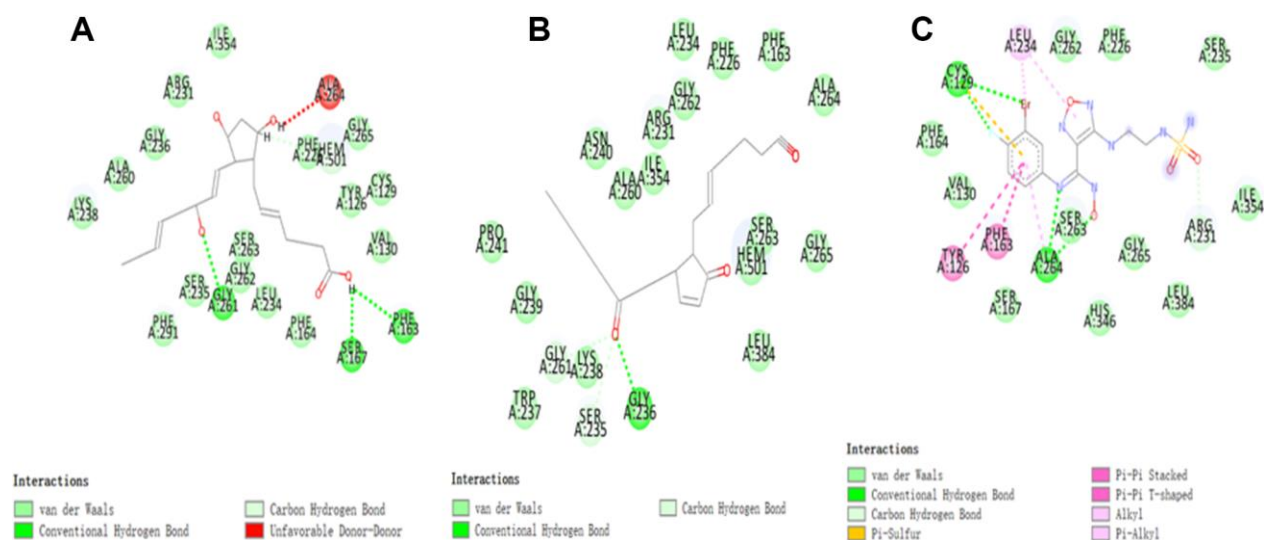 A
ILE
A:354
ARG
A:231
ALA
A:264
GLY
A:236
PHE
A:226
GLY
A:265
HEM
A:501
ALA
A:260
LYS
A:238
TYR
A:126
CYS
A:129
VAL
A:130
SER
A:263
GLY
A:262
SER
A:235
GLY
A:261
LEU
A:234
PHE
A:291
PHE
A:164
SER
A:167
PHE
A:163
H
H
H
Interactions
van der Waals
Conventional Hydrogen Bond
Carbon Hydrogen Bond
Unfavorable Donor-Donor
B
LEU
A:234
PHE
A:226
PHE
A:163
GLY
A:262
ALA
A:264
ARG
A:231
ASN
A:240
ILE
A:354
ALA
A:260
PRO
A:241
SER
A:263
HEM
A:501
GLY
A:265
GLY
A:239
GLY
A:261
LYS
A:238
LEU
A:384
TRP
A:237
SER
A:235
GLY
A:236
Interactions
van der Waals
Conventional Hydrogen Bond
Carbon Hydrogen Bond
C
LEU
A:234
GLY
A:262
PHE
A:226
SER
A:235
CYS
A:129
Br
PHE
A:164
VAL
A:130
SER
A:263
ILE
A:354
ARG
A:231
PHE
A:163
TYR
A:126
ALA
A:264
GLY
A:265
SER
A:167
HIS
A:346
LEU
A:384
Interactions
van der Waals
Conventional Hydrogen Bond
Carbon Hydrogen Bond
Pi-Sulfur
Pi-Pi Stacked
Pi-Pi T-shaped
Alkyl
Pi-Alkyl